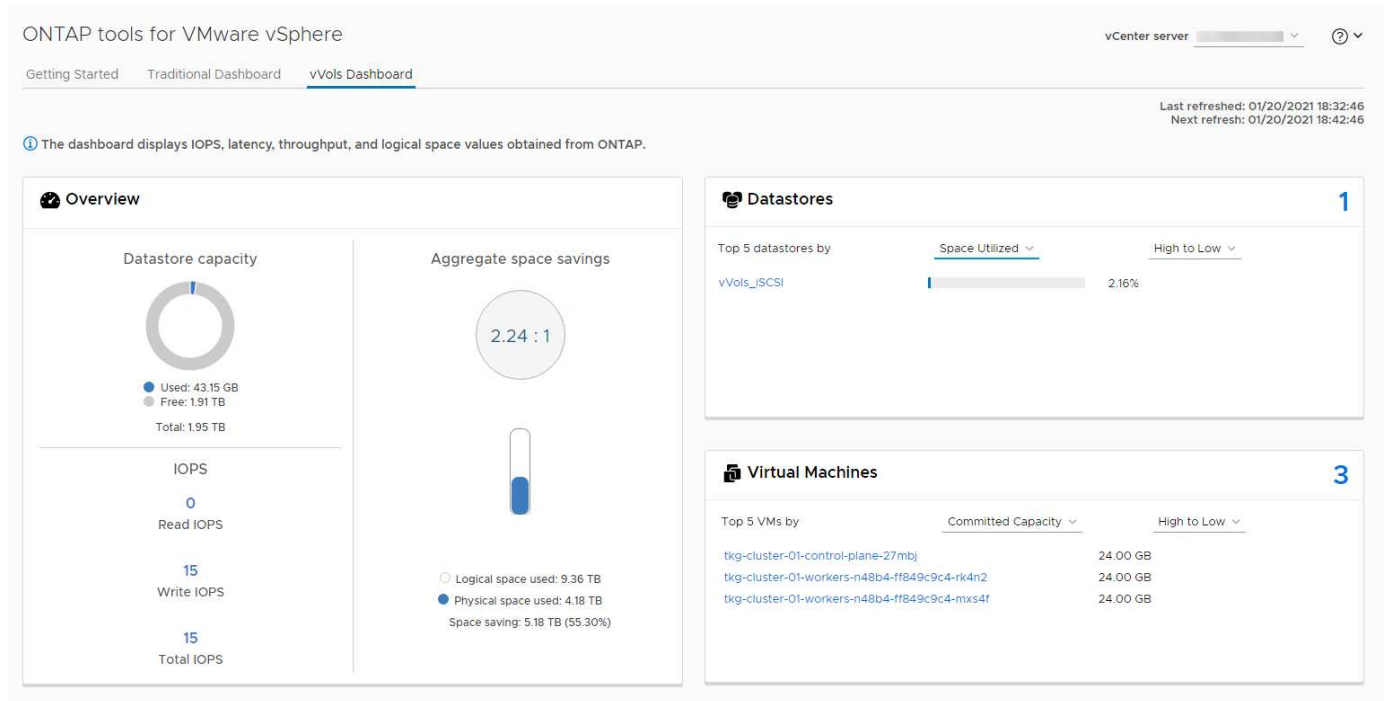 ONTAP tools for VMware vSphere
vCenter server
Getting Started Traditional Dashboard vVols Dashboard
Last refreshed: 01/20/2021 18:32:46
Next refresh: 01/20/2021 18:42:46
The dashboard displays IOPS, latency, throughput, and logical space values obtained from ONTAP.
Overview
Datastore capacity
Used: 43.15 GB
Free: 1.91 TB
Total: 1.95 TB
IOPS
0
Read IOPS
15
Write IOPS
15
Total IOPS
Aggregate space savings
2.24 : 1
Logical space used: 9.36 TB
Physical space used: 4.18 TB
Space saving: 5.18 TB (55.30%)
Datastores 1
Top 5 datastores by Space Utilized High to Low
vVols_iSCSI 2.16%
Virtual Machines 3
Top 5 VMs by Committed Capacity High to Low
tkg-cluster-01-control-plane-27mbj 24.00 GB
tkg-cluster-01-workers-n48b4-ff849c9c4-rk4n2 24.00 GB
tkg-cluster-01-workers-n48b4-ff849c9c4-mxs4f 24.00 GB